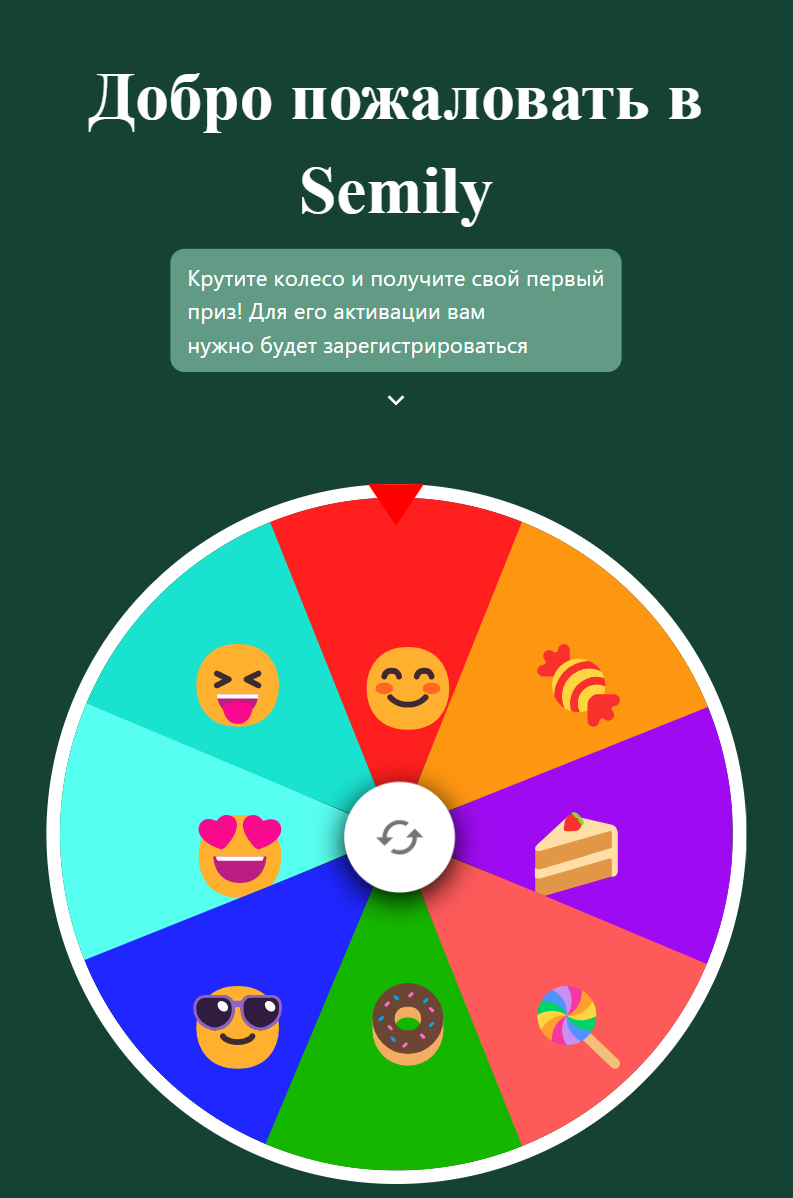 Добро пожаловать в
Semily
Крутите колесо и получите свой первый
приз! Для его активации вам
нужно будет зарегистрироваться